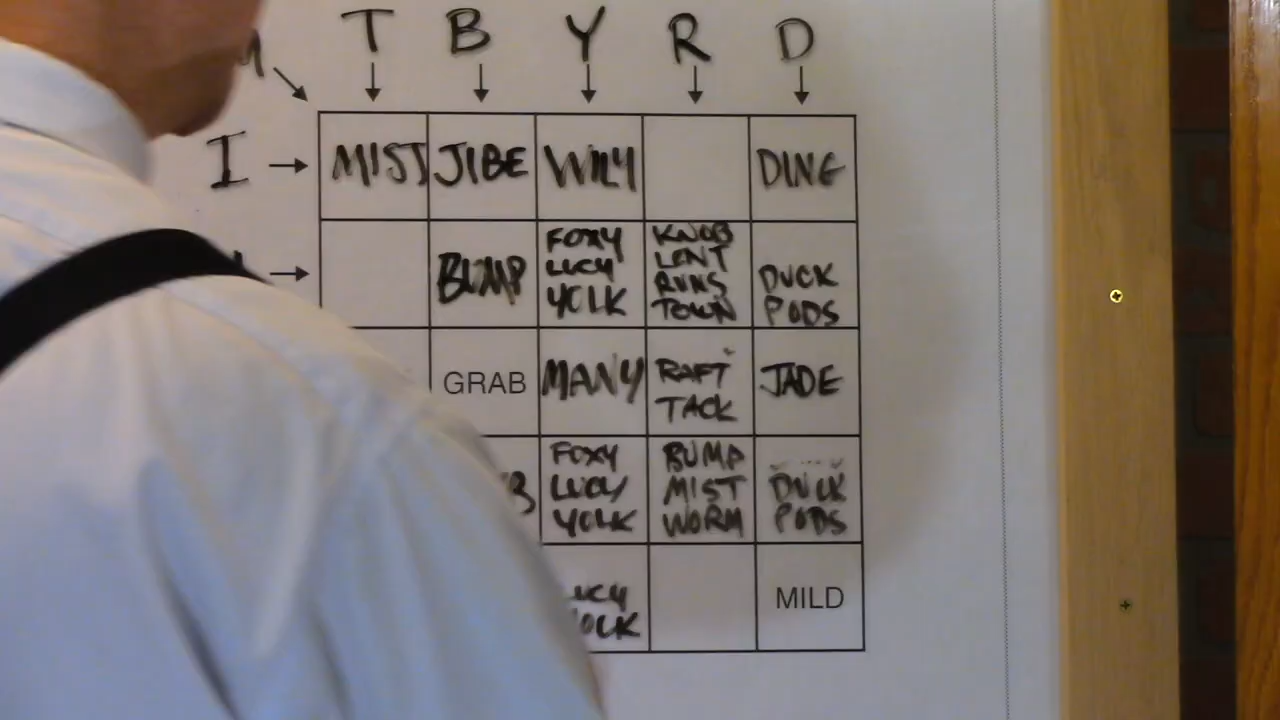 T B Y R D
I MIST JIBE WILY DING
BUMP FOXY LUCY YOLK KNOB LENT RUNS TOWN DUCK PODS
GRAB MANY RAFT TACK JADE
B FOXY LUCY YOLK BUMP MIST WORM DUCK PODS
MILD